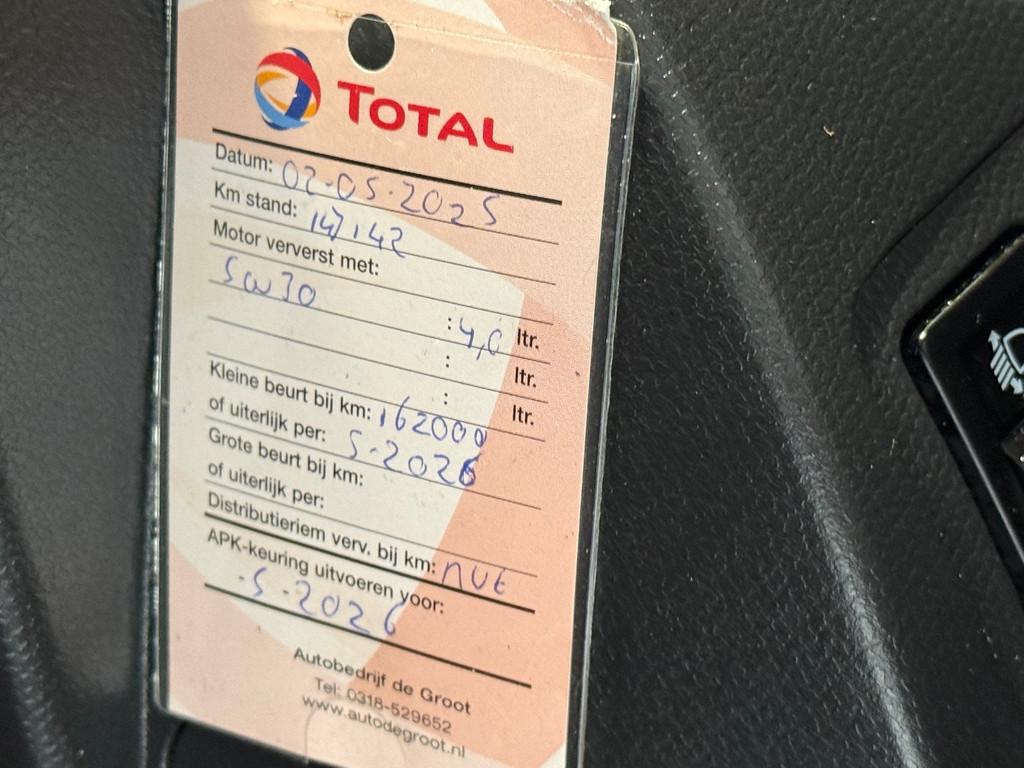 TOTAL
Datum: 02-05-2025
Km stand: 147142
Motor ververst met:
5w30 : 4,0 ltr.
: ltr.
: ltr.
Kleine beurt bij km: 162000
of uiterlijk per: 5-2026
Grote beurt bij km:
of uiterlijk per:
Distributieriem verv. bij km: nvt
APK-keuring uitvoeren voor:
-5-2026
Autobedrijf de Groot
Tel: 0318-529652
www.autodegroot.nl